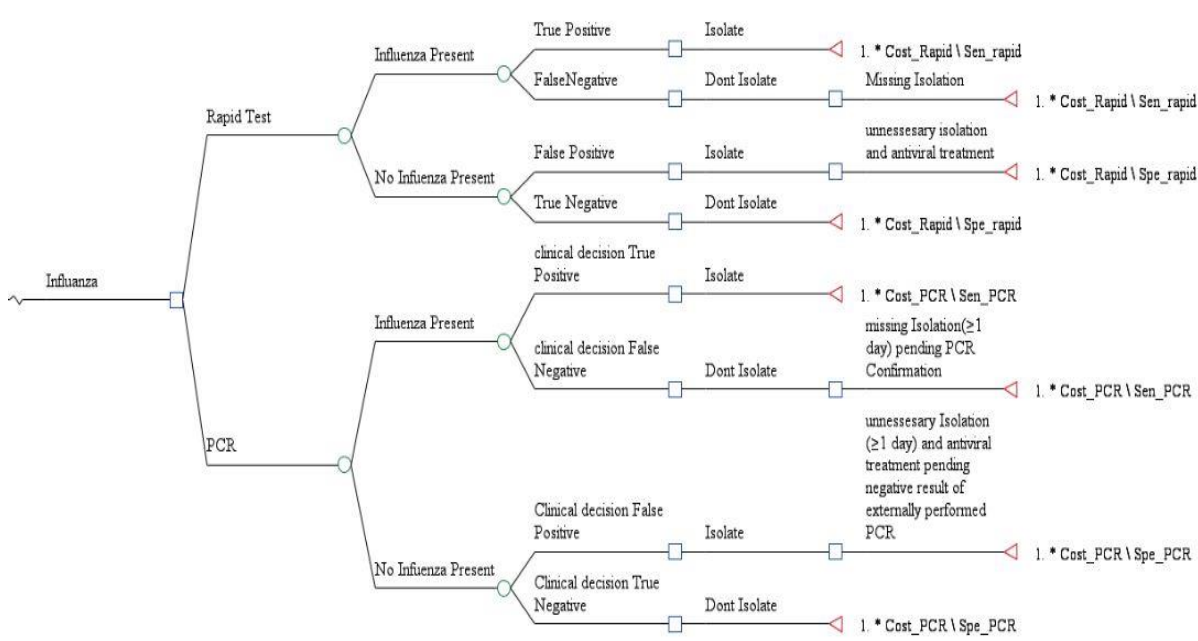 True Positive
Isolate
1. * Cost_Rapid \ Sen_rapid
Influenza Present
FalseNegative
Dont Isolate
Missing Isolation
1. * Cost_Rapid \ Sen_rapid
Rapid Test
False Positive
Isolate
unnessesary isolation
and antiviral treatment
1. * Cost_Rapid \ Spe_rapid
No Infuenza Present
True Negative
Dont Isolate
1. * Cost_Rapid \ Spe_rapid
Influanza
clinical decision True
Positive
Isolate
1. * Cost_PCR \ Sen_PCR
Influenza Present
clinical decision False
Negative
Dont Isolate
missing Isolation(≥1
day) pending PCR
Confirmation
1. * Cost_PCR \ Sen_PCR
PCR
Clinical decision False
Positive
Isolate
unnessesary Isolation
(≥1 day) and antiviral
treatment pending
negative result of
externally performed
PCR
1. * Cost_PCR \ Spe_PCR
No Infuenza Present
Clinical decision True
Negative
Dont Isolate
1. * Cost_PCR \ Spe_PCR